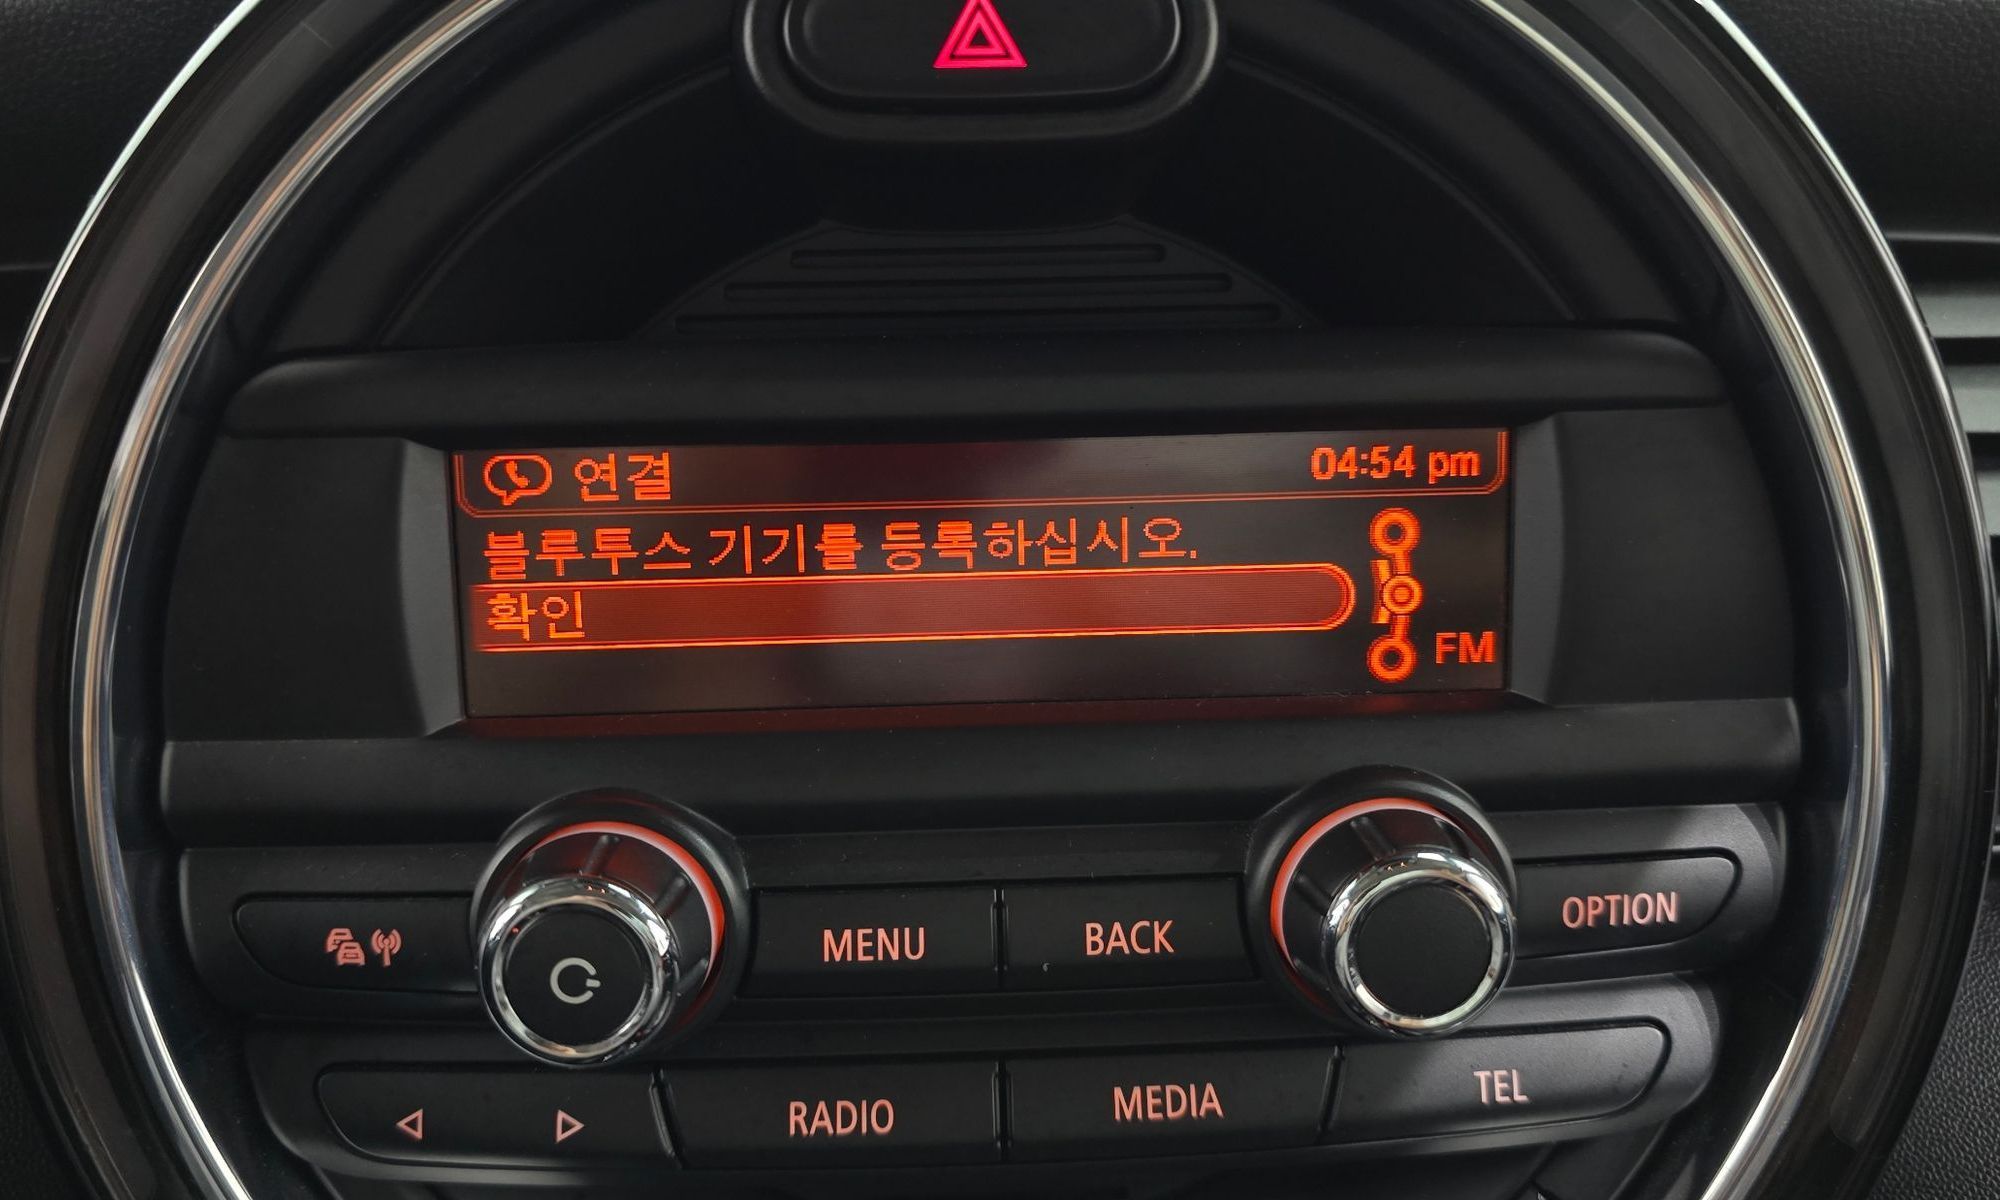 연결 04:54 pm
블루투스 기기를 등록하십시오.
확인
FM
MENU BACK OPTION
RADIO MEDIA TEL